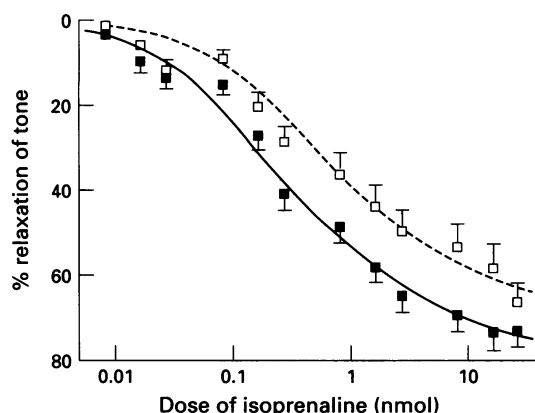 0
20
40
60
80
% relaxation of tone
0.01 0.1 1 10
Dose of isoprenaline (nmol)